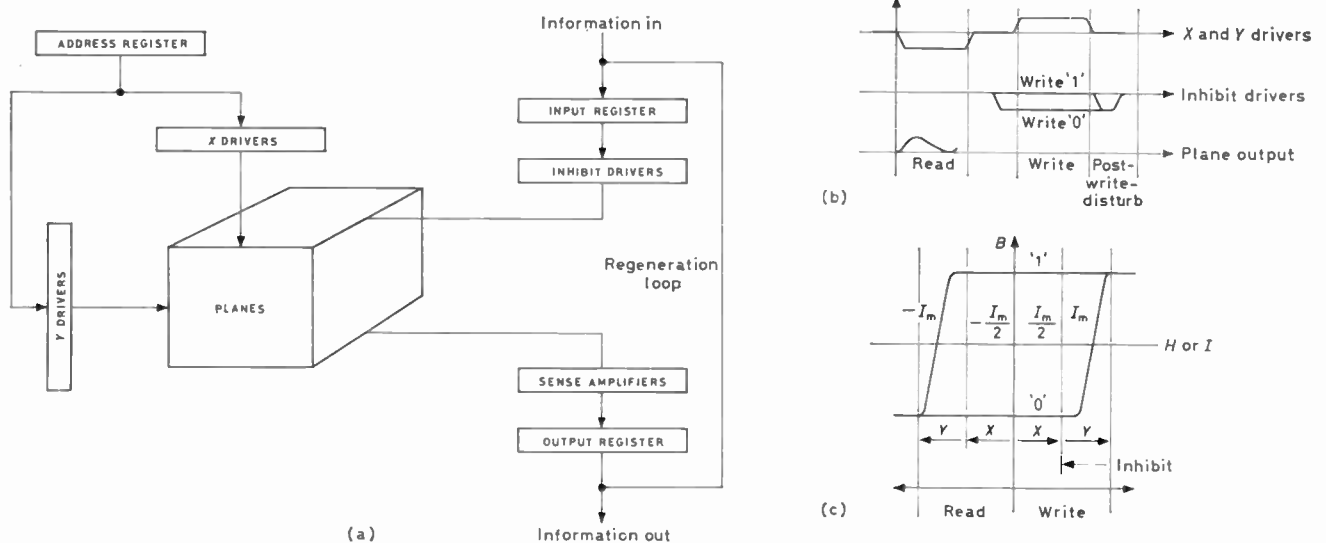 Information in
ADDRESS REGISTER
INPUT REGISTER
X DRIVERS
INHIBIT DRIVERS
Y DRIVERS
PLANES
Regeneration
loop
SENSE AMPLIFIERS
OUTPUT REGISTER
Information out
(a)
X and Y drivers
Write '1'
Inhibit drivers
Write '0'
Plane output
Read
Write
Post-
write-
disturb
(b)
B
'1'
-Im
-Im/2
Im/2
Im
H or I
'0'
Y X X Y
Inhibit
Read Write
(c)